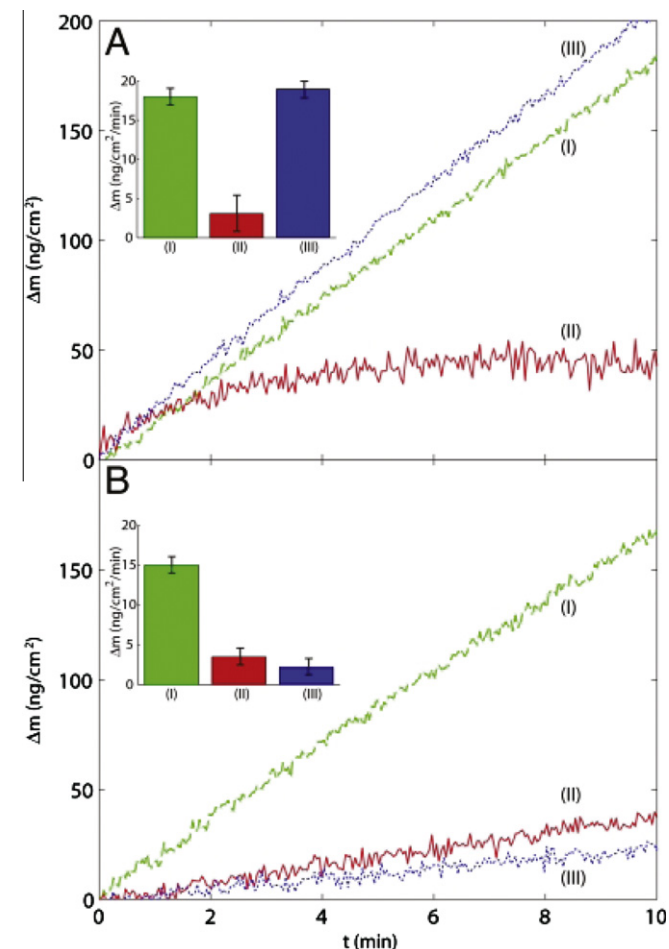 A
200
150
100
50
0
Δm (ng/cm²)
(III)
(I)
(II)
20
15
10
5
0
Δm (ng/cm²/min)
(I)
(II)
(III)
B
150
100
50
0
Δm (ng/cm²)
(I)
(II)
(III)
20
15
10
5
0
Δm (ng/cm²/min)
(I)
(II)
(III)
0 2 4 6 8 10
t (min)